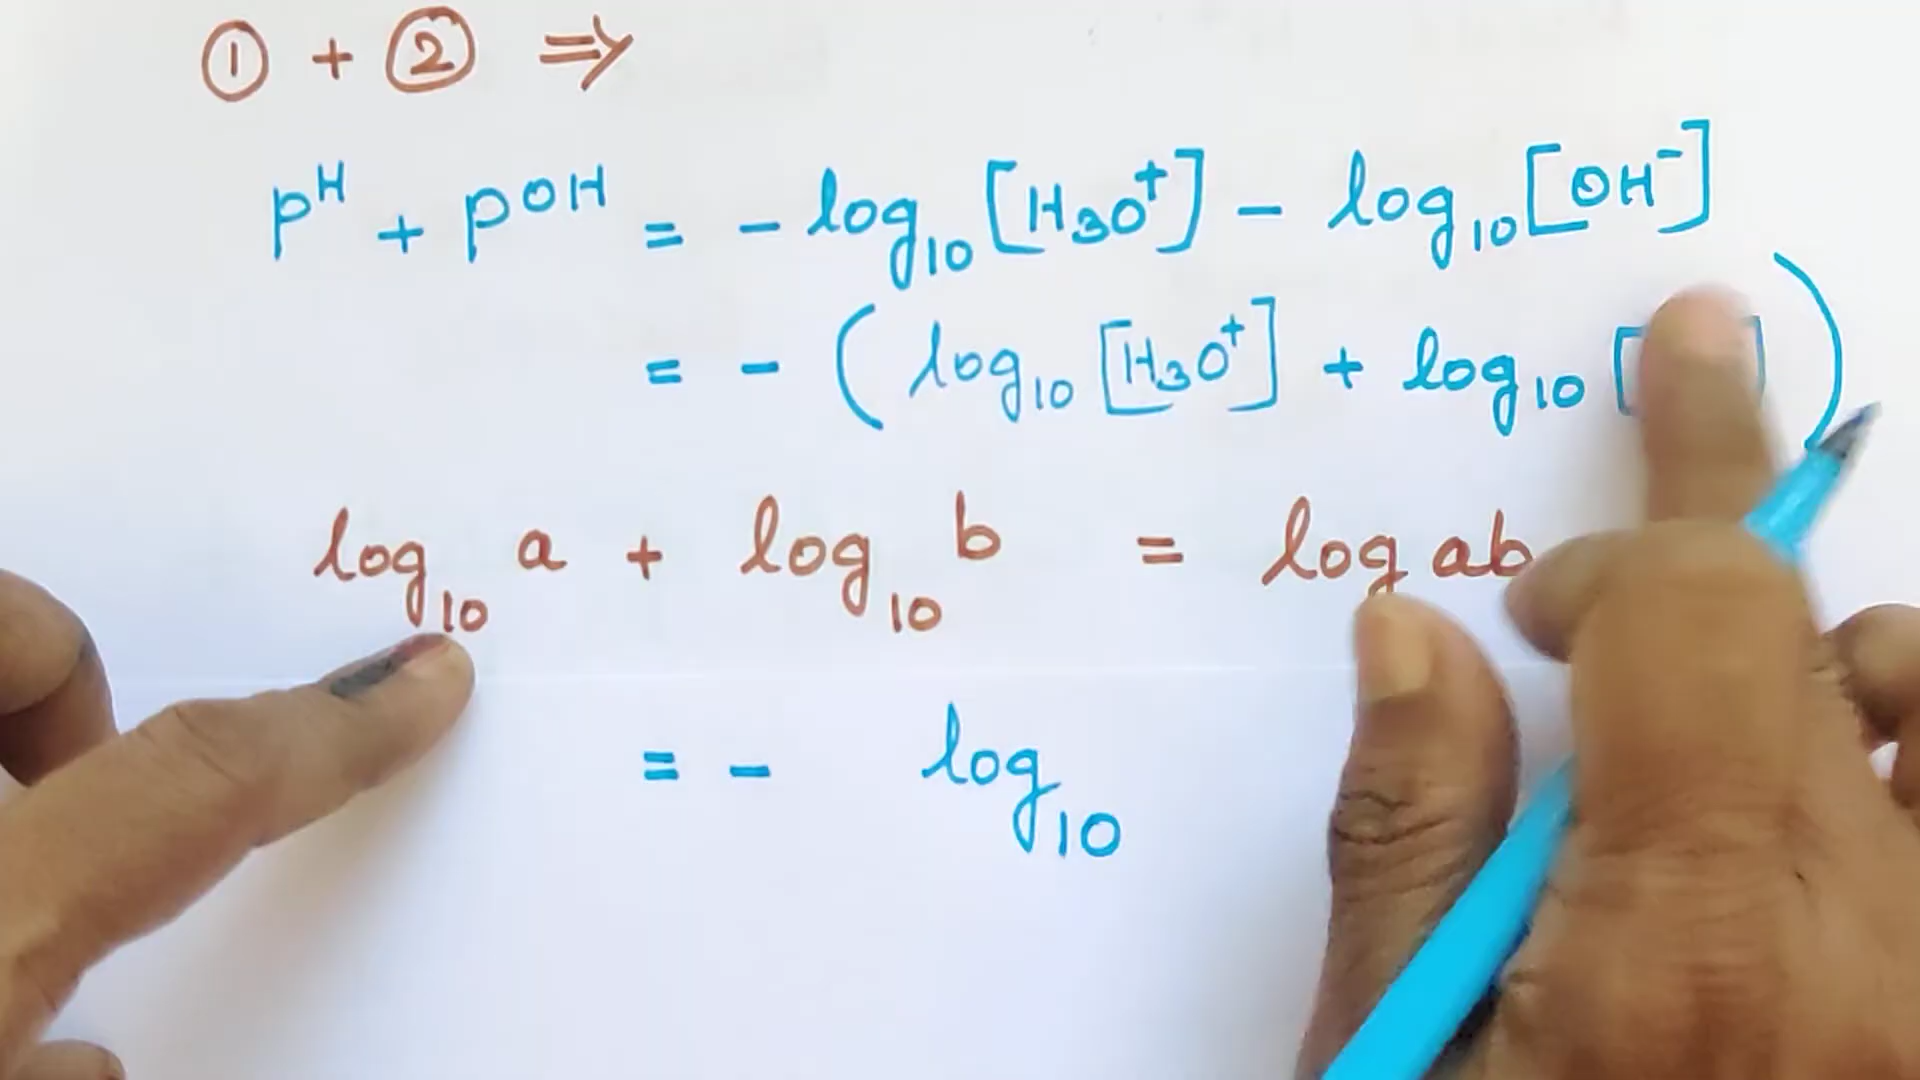 ① + ② ⇒
pᴴ + pᴼᴴ = - log₁₀ [H₃O⁺] - log₁₀ [OH⁻]
= - ( log₁₀ [H₃O⁺] + log₁₀ [ ] )
log₁₀ a + log₁₀ b = log ab
= - log₁₀